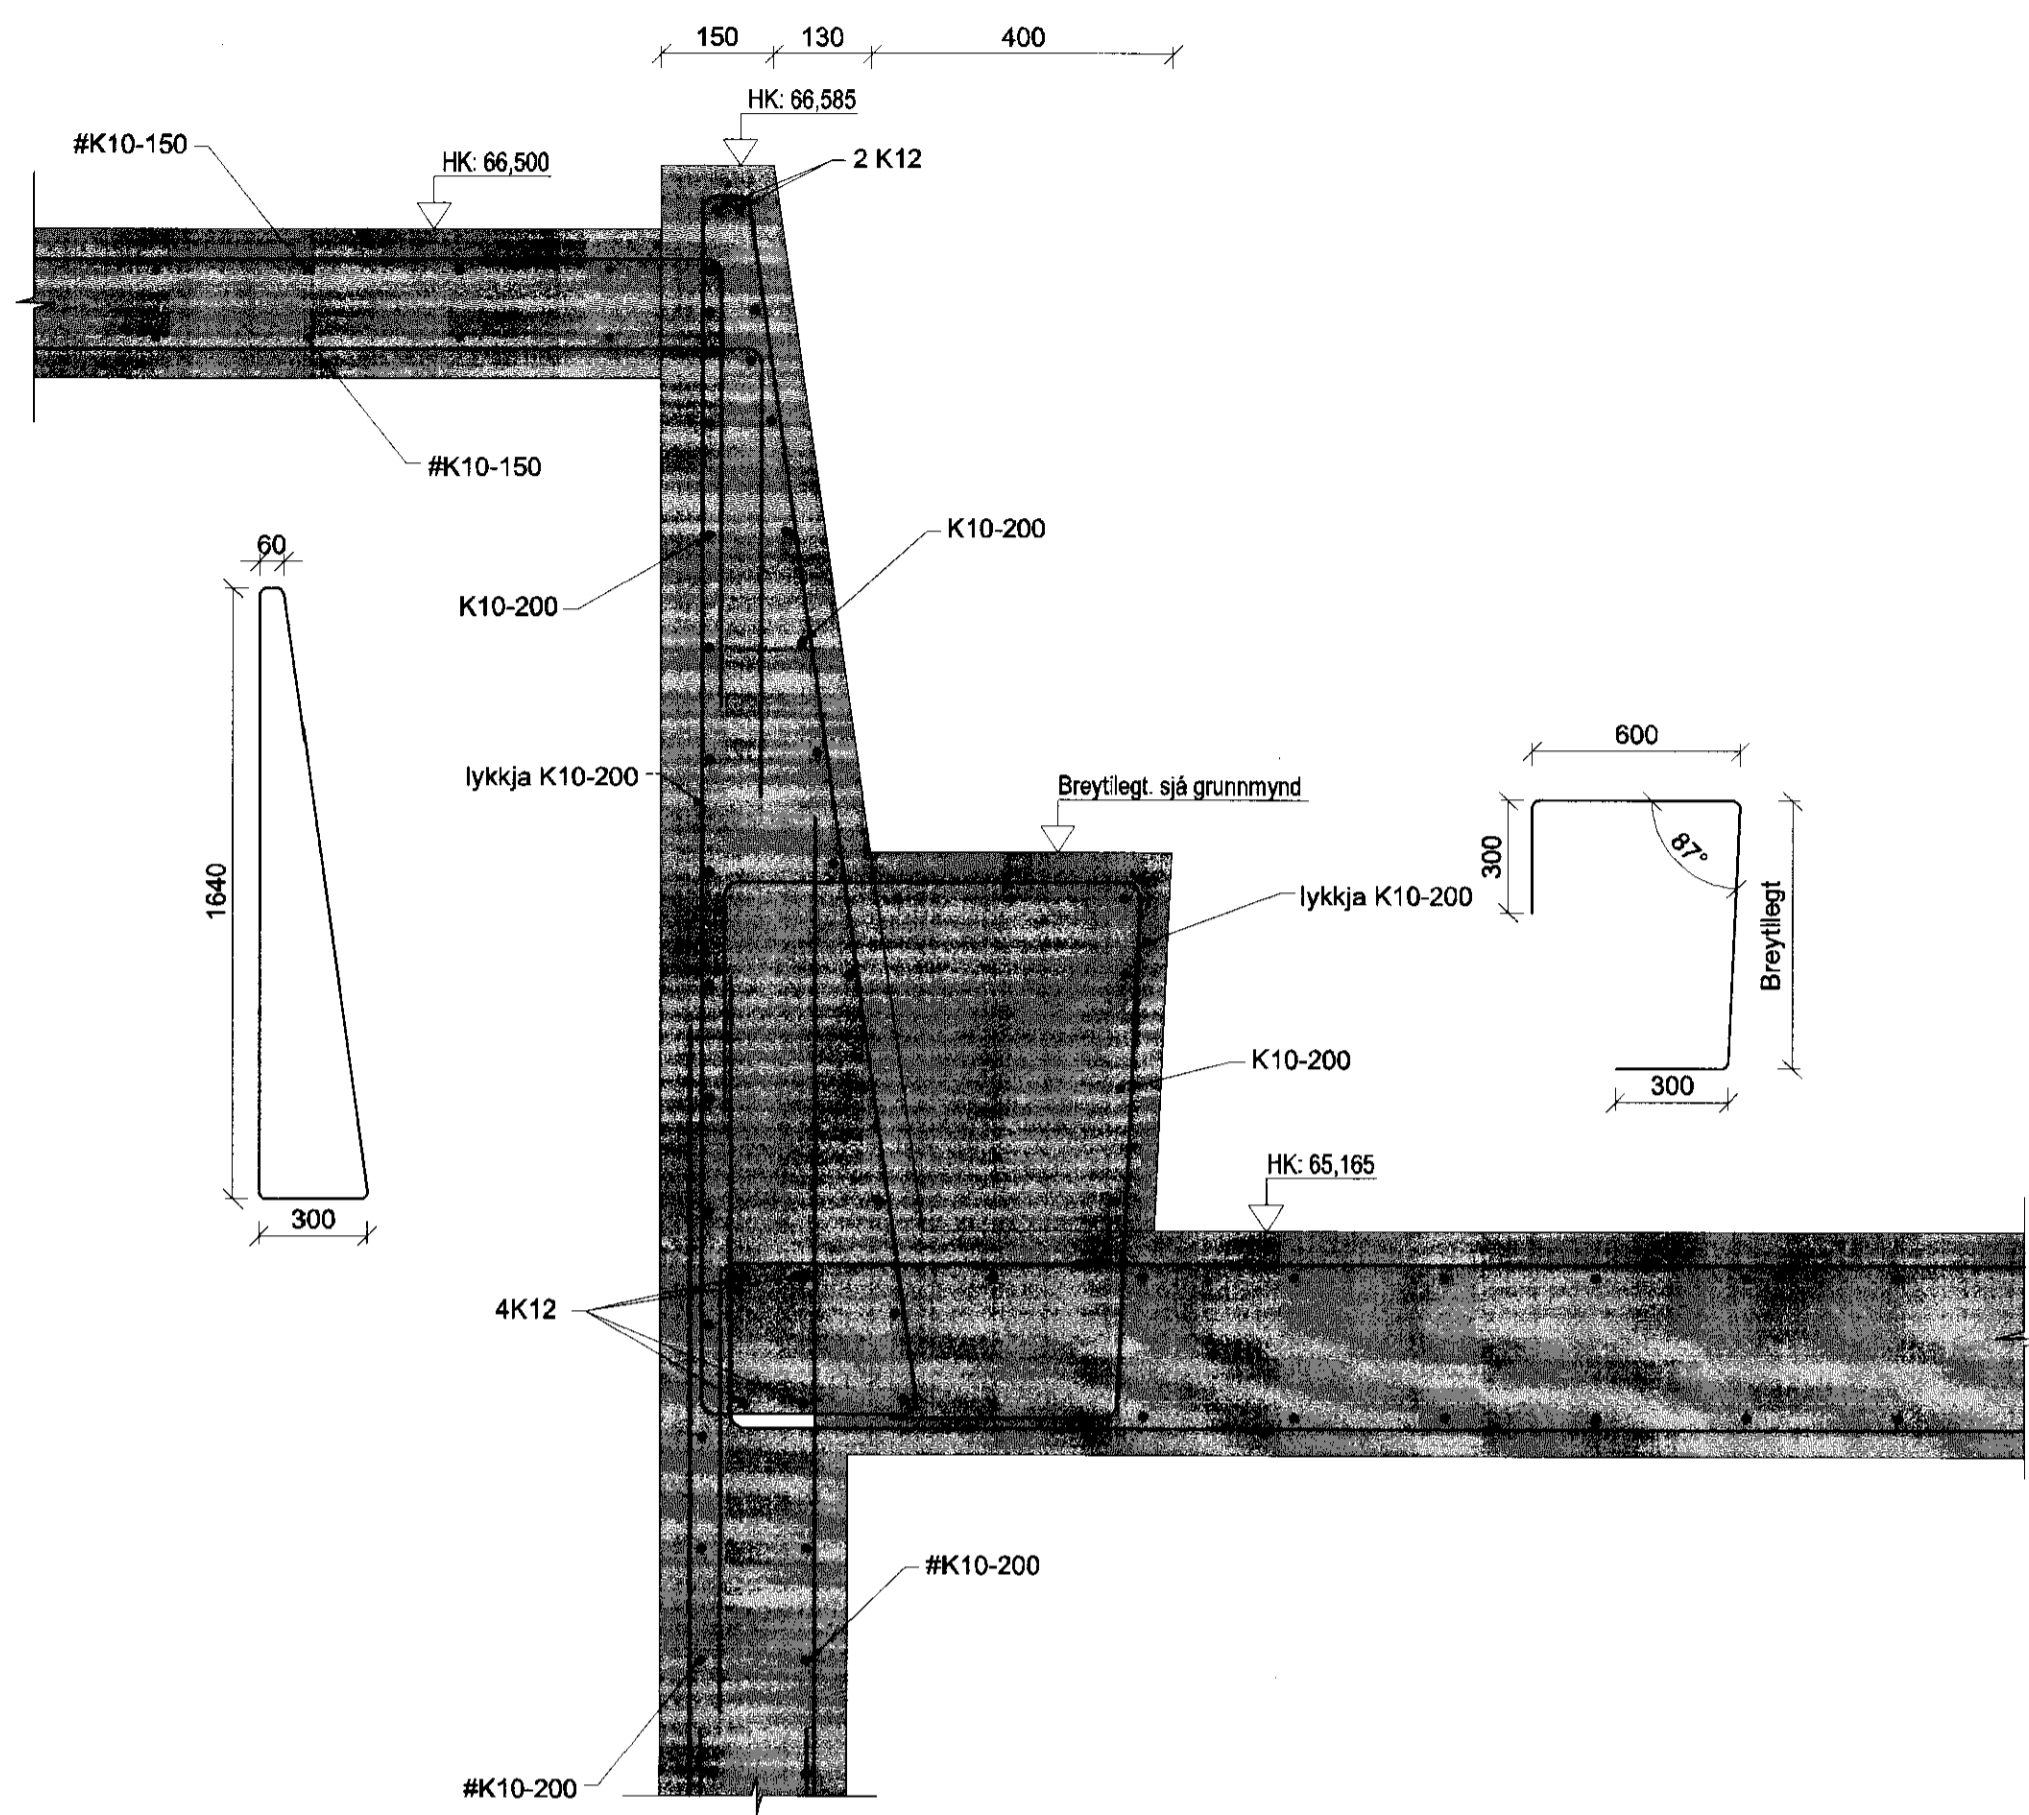 150 130 400
HK: 66,585
#K10-150
HK: 66,500
2 K12
#K10-150
K10-200
60
K10-200
600
lykkja K10-200
Breytilegt. sjá grunnmynd
87°
300
1640
lykkja K10-200
Breytilegt
K10-200
300
HK: 65,165
300
4K12
#K10-200
#K10-200